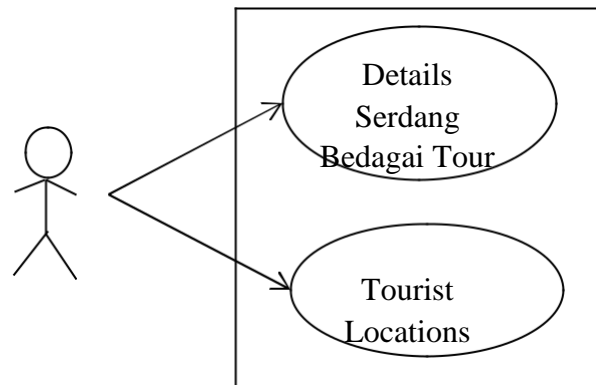 Details
Serdang
Bedagai Tour
Tourist
Locations